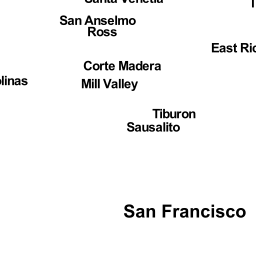 Santa Venetia
San Anselmo
Ross
East Ric
Corte Madera
olinas
Mill Valley
Tiburon
Sausalito
San Francisco